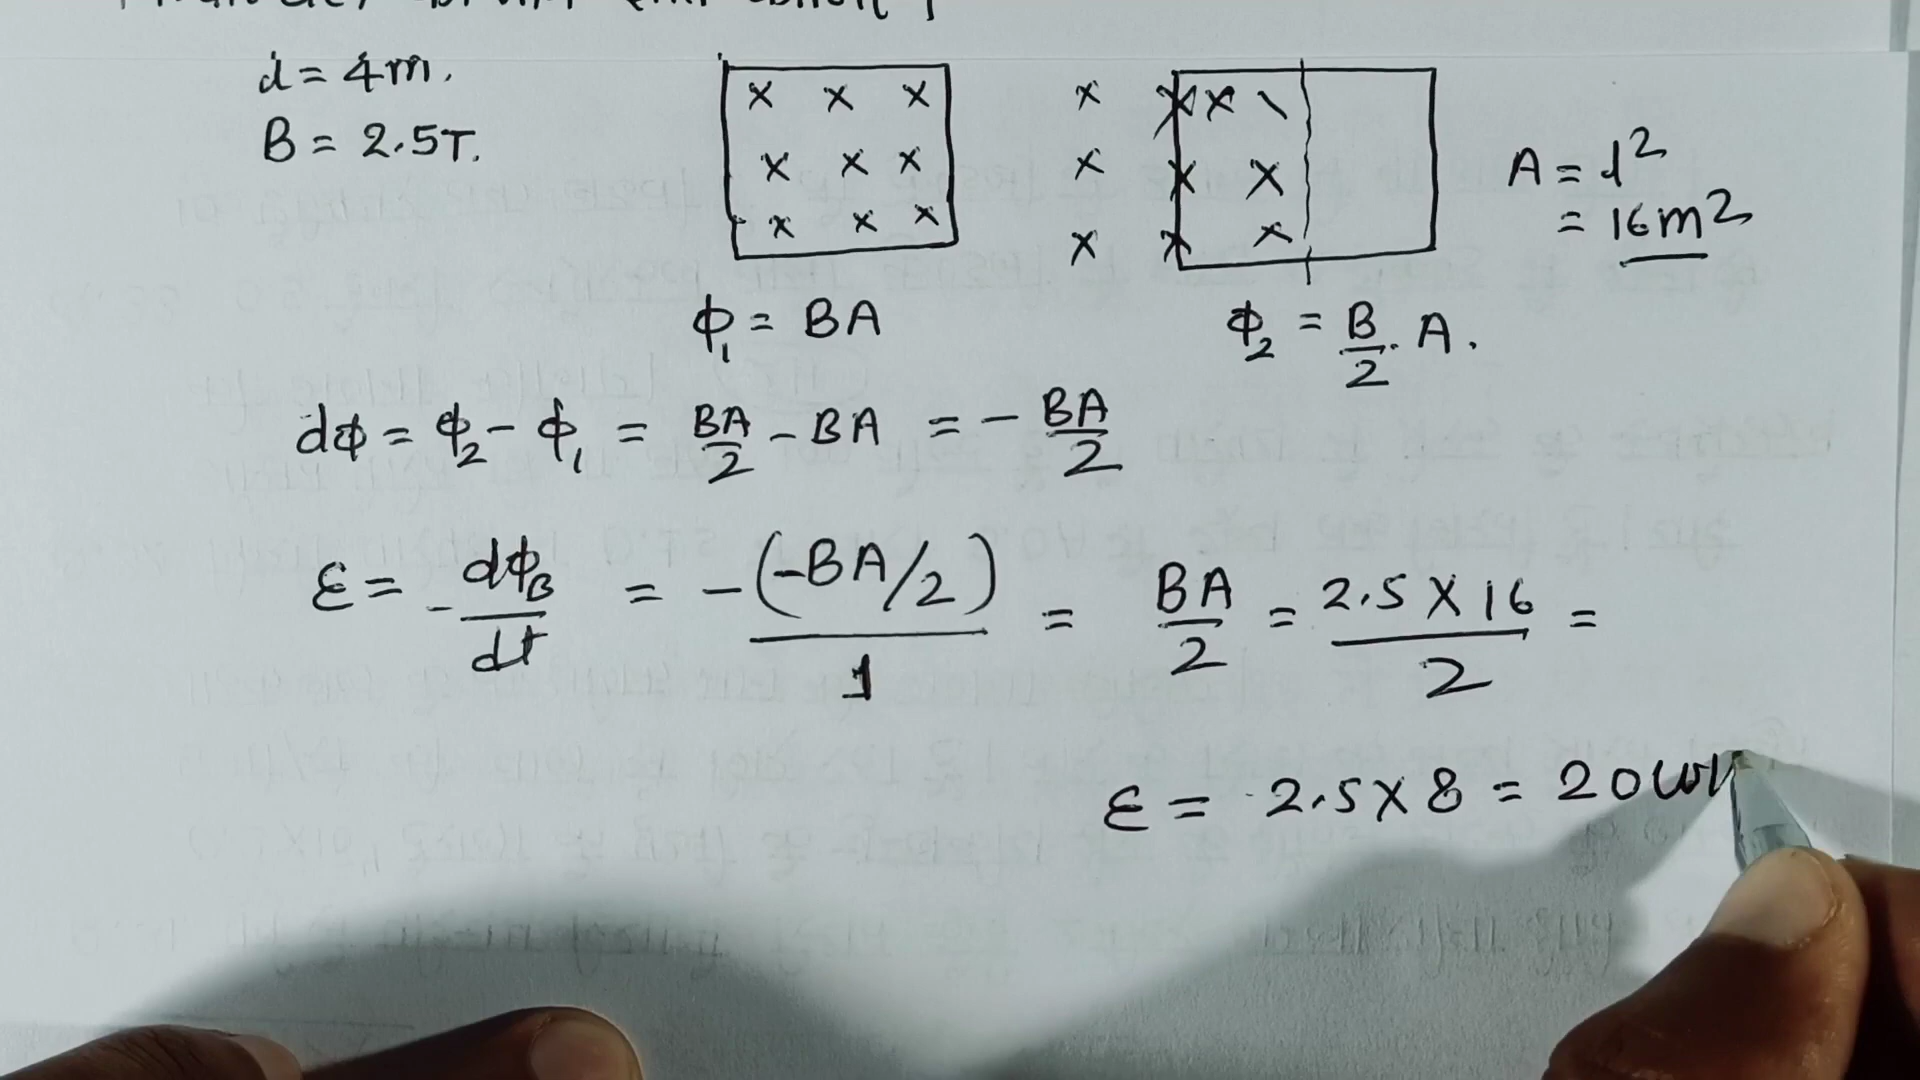 d = 4m.
B = 2.5T.
A = l²
= 16m²
ϕ₁ = BA
ϕ₂ = B/2 · A.
dϕ = ϕ₂ - ϕ₁ = BA/2 - BA = - BA/2
ε = - dϕ_B/dt = -(-BA/2)/1 = BA/2 = 2.5 X 16/2 =
ε = 2.5 X 8 = 20